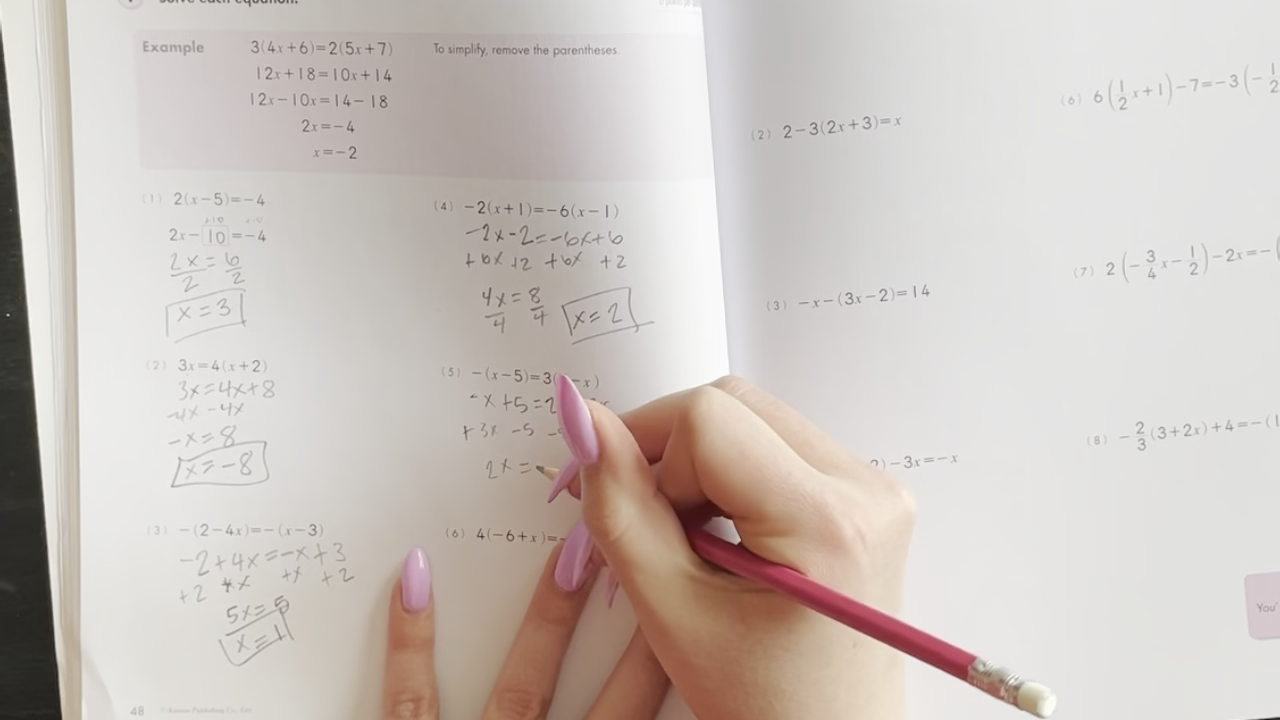 Solve each equation.
Example
3(4x+6)=2(5x+7)
To simplify, remove the parentheses.
12x+18=10x+14
12x-10x=14-18
2x=-4
x=-2
(1) 2(x-5)=-4
+10 +10
2x-10=-4
2x=6
2 2
x=3
(2) 3x=4(x+2)
3x=4x+8
-4x -4x
-x=8
x=-8
(3) -(2-4x)=-(x-3)
-2+4x=-x+3
+2 +x +x +2
5x=5
x=1
(4) -2(x+1)=-6(x-1)
-2x-2=-6x+6
+6x +2 +6x +2
4x=8
4 4
x=2
(5) -(x-5)=3( -x)
-x+5=2
+3x -5 -
2x=
(6) 4(-6+x)=-
48
(2) 2-3(2x+3)=x
(3) -x-(3x-2)=14
2)-3x=-x
(6) 6(1/2x+1)-7=-3(-1/2
(7) 2(-3/4x-1/2)-2x=-(
(8) -2/3(3+2x)+4=-(1
You'